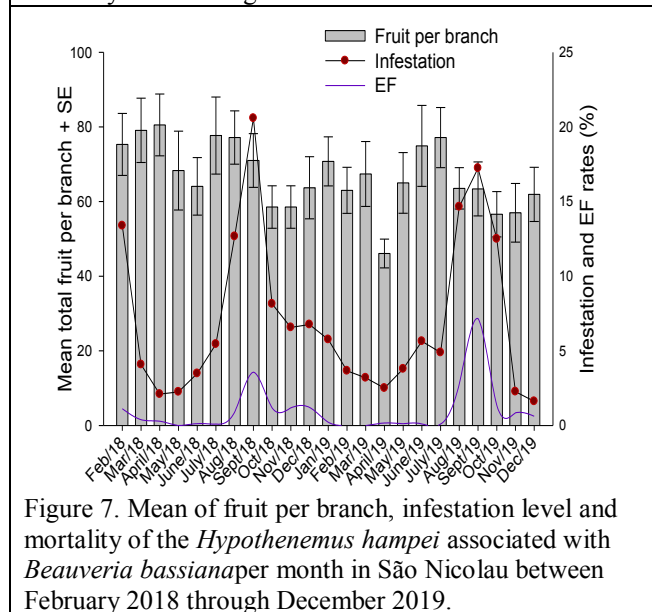 Fruit per branch
Infestation
EF
Mean total fruit per branch + SE
100
80
60
40
20
0
Infestation and EF rates (%)
25
20
15
10
5
0
Feb/18
Mar/18
April/18
May/18
June/18
July/18
Aug/18
Sept/18
Oct/18
Nov/18
Dec/18
Jan/19
Feb/19
Mar/19
April/19
May/19
June/19
July/19
Aug/19
Sept/19
Oct/19
Nov/19
Dec/19
Figure 7. Mean of fruit per branch, infestation level and
mortality of the Hypothenemus hampei associated with
Beauveria bassianaper month in São Nicolau between
February 2018 through December 2019.